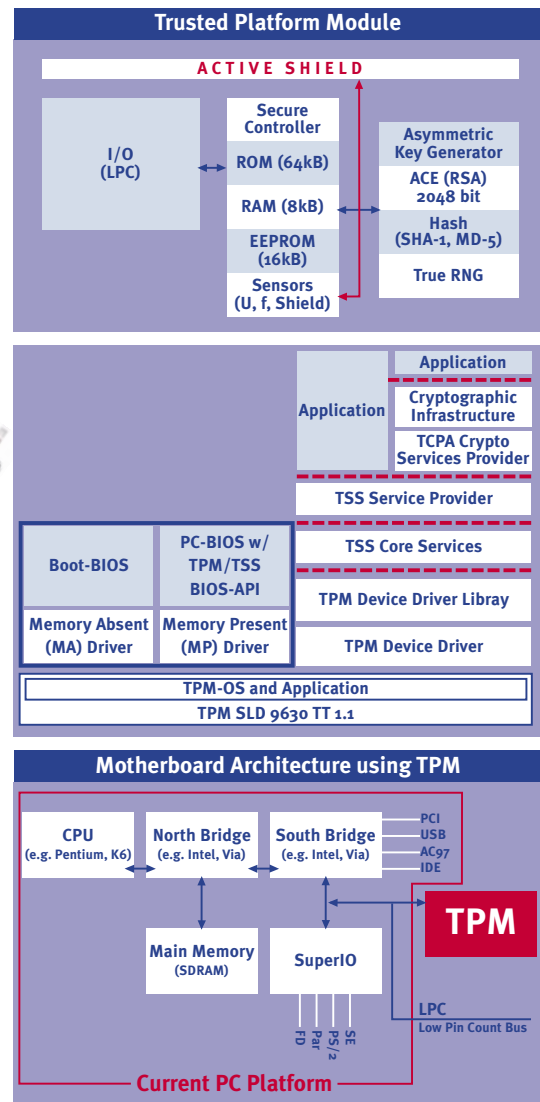 Trusted Platform Module
ACTIVE SHIELD
I/O
(LPC)
Secure
Controller
ROM (64kB)
RAM (8kB)
EEPROM
(16kB)
Sensors
(U, f, Shield)
Asymmetric
Key Generator
ACE (RSA)
2048 bit
Hash
(SHA-1, MD-5)
True RNG
Application
Application
Cryptographic
Infrastructure
TCPA Crypto
Services Provider
TSS Service Provider
TSS Core Services
TPM Device Driver Libray
TPM Device Driver
Boot-BIOS
PC-BIOS w/
TPM/TSS
BIOS-API
Memory Absent
(MA) Driver
Memory Present
(MP) Driver
TPM-OS and Application
TPM SLD 9630 TT 1.1
Motherboard Architecture using TPM
CPU
(e.g. Pentium, K6)
North Bridge
(e.g. Intel, Via)
South Bridge
(e.g. Intel, Via)
PCI
USB
AC97
IDE
TPM
Main Memory
(SDRAM)
SuperIO
FD
Par
PS/2
SE
LPC
Low Pin Count Bus
Current PC Platform